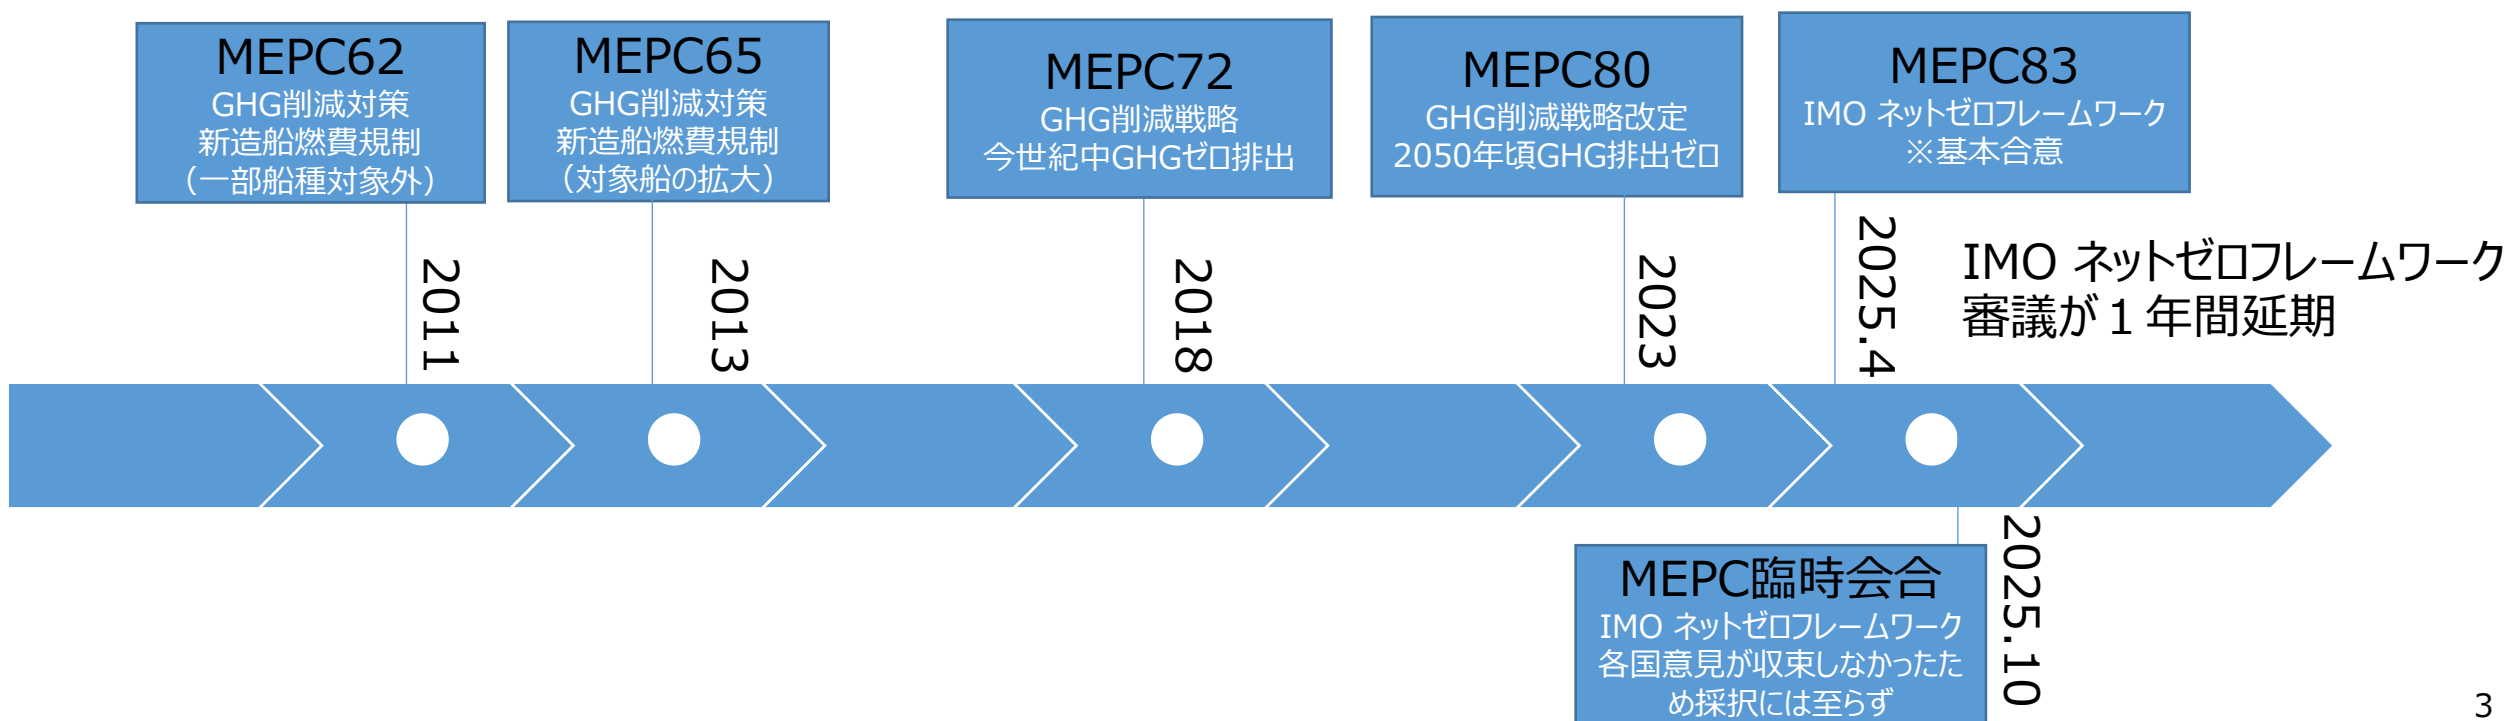 MEPC62
GHG削減対策
新造船燃費規制
（一部船種対象外）
MEPC65
GHG削減対策
新造船燃費規制
（対象船の拡大）
MEPC72
GHG削減戦略
今世紀中GHGゼロ排出
MEPC80
GHG削減戦略改定
2050年頃GHG排出ゼロ
MEPC83
IMO ネットゼロフレームワーク
※基本合意
2011
2013
2018
2023
2025.4
IMO ネットゼロフレームワーク
審議が１年間延期
2025.10
MEPC臨時会合
IMO ネットゼロフレームワーク
各国意見が収束しなかったた
め採択には至らず
3